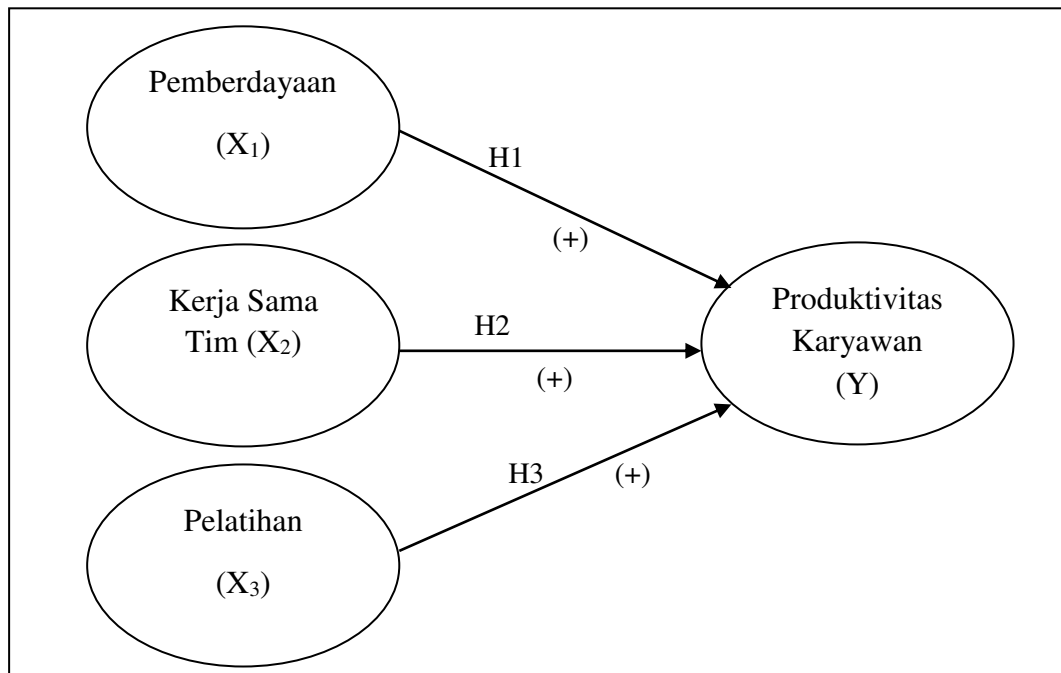 Pemberdayaan
(X₁)
H1
(+)
Kerja Sama
Tim (X₂)
H2
(+)
Produktivitas
Karyawan
(Y)
Pelatihan
(X₃)
H3
(+)